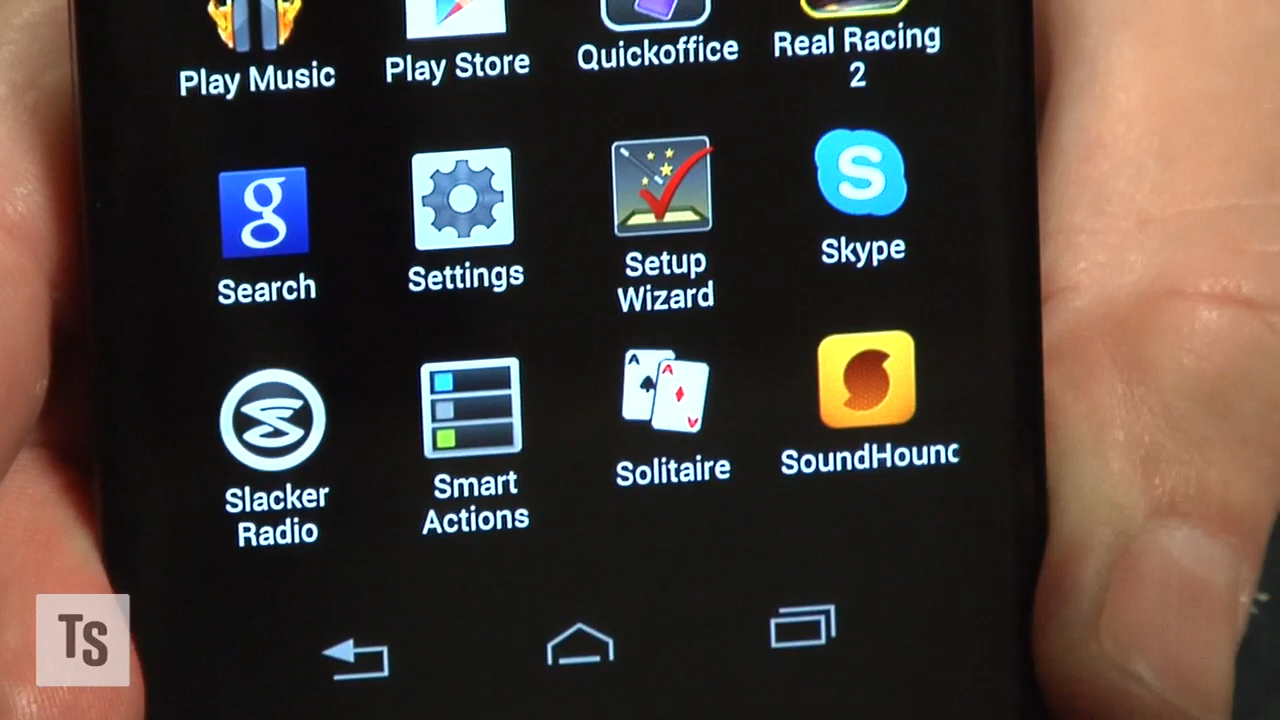 Play Music
Play Store
Quickoffice
Real Racing
2
g
Search
Settings
Setup
Wizard
S
Skype
Slacker
Radio
Smart
Actions
A
A
A
Solitaire
SoundHound
TS